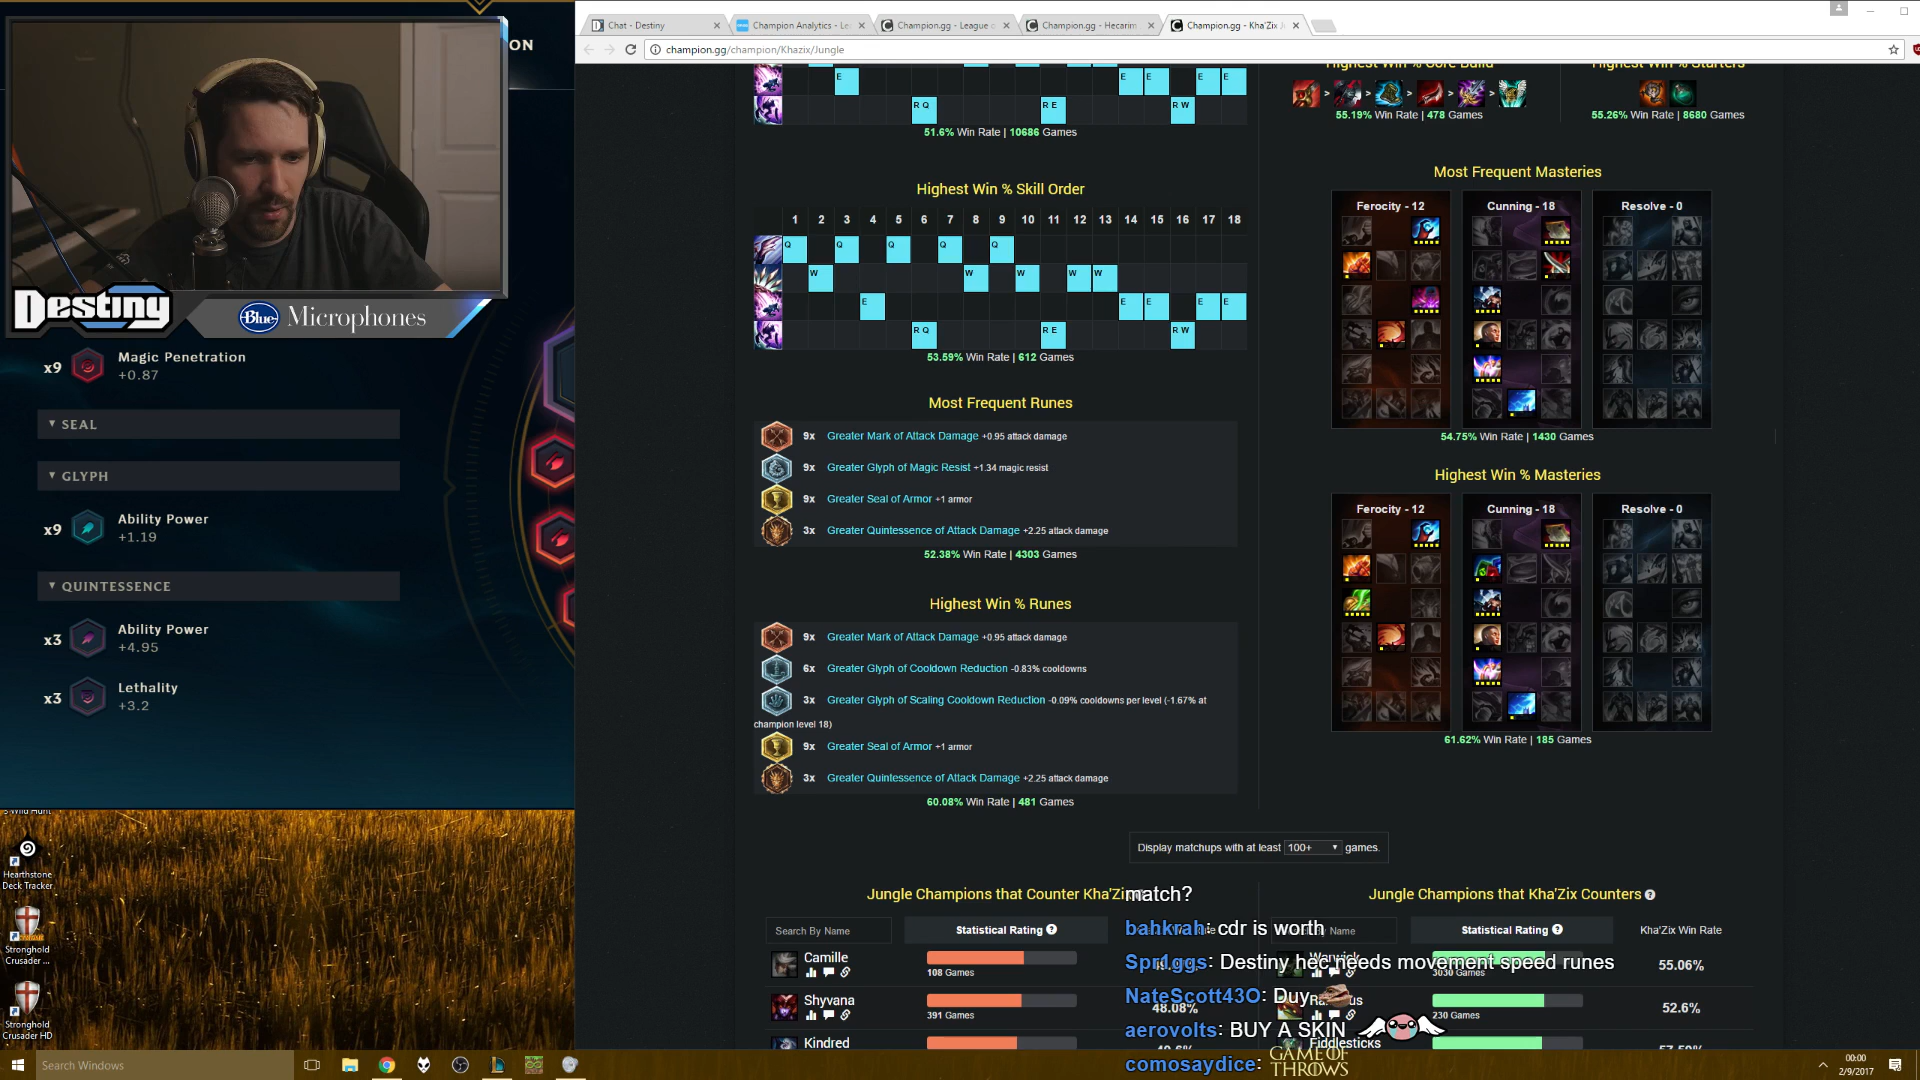 ON
Destiny
Blue Microphones
x9 Magic Penetration
+0.87
SEAL
GLYPH
x9 Ability Power
+1.19
QUINTESSENCE
x3 Ability Power
+4.95
x3 Lethality
+3.2
Hearthstone
Deck Tracker
Stronghold
Crusader ...
Stronghold
Crusader HD
Search Windows
Chat - Destiny
Champion Analytics - Le
Champion.gg - League o
Champion.gg - Hecarim
Champion.gg - Kha'Zix J
champion.gg/champion/Khazix/Jungle
E E E E E
R Q R E R W
51.6% Win Rate | 10686 Games
Highest Win % Skill Order
1 2 3 4 5 6 7 8 9 10 11 12 13 14 15 16 17 18
Q Q Q Q Q
W W W W W
E E E E E
R Q R E R W
53.59% Win Rate | 612 Games
Most Frequent Runes
9x Greater Mark of Attack Damage +0.95 attack damage
9x Greater Glyph of Magic Resist +1.34 magic resist
9x Greater Seal of Armor +1 armor
3x Greater Quintessence of Attack Damage +2.25 attack damage
52.38% Win Rate | 4303 Games
Highest Win % Runes
9x Greater Mark of Attack Damage +0.95 attack damage
6x Greater Glyph of Cooldown Reduction -0.83% cooldowns
3x Greater Glyph of Scaling Cooldown Reduction -0.09% cooldowns per level (-1.67% at
champion level 18)
9x Greater Seal of Armor +1 armor
3x Greater Quintessence of Attack Damage +2.25 attack damage
60.08% Win Rate | 481 Games
Highest Win % Core Build
55.19% Win Rate | 478 Games
Highest Win % Starters
55.26% Win Rate | 8680 Games
Most Frequent Masteries
Ferocity - 12 Cunning - 18 Resolve - 0
54.75% Win Rate | 1430 Games
Highest Win % Masteries
Ferocity - 12 Cunning - 18 Resolve - 0
61.62% Win Rate | 185 Games
Display matchups with at least 100+ games.
Jungle Champions that Counter Kha'Zix
Search By Name Statistical Rating
Camille
108 Games
Shyvana
391 Games 48.08%
Kindred
Jungle Champions that Kha'Zix Counters
Name Statistical Rating Kha'Zix Win Rate
Warwick
3030 Games 55.06%
230 Games 52.6%
Fiddlesticks
match?
bahkrah: cdr is worth
Spr4ggs: Destiny hec needs movement speed runes
NateScott43O: Duy
aerovolts: BUY A SKIN
comosaydice: GAME OF THROWS
00:00
2/9/2017